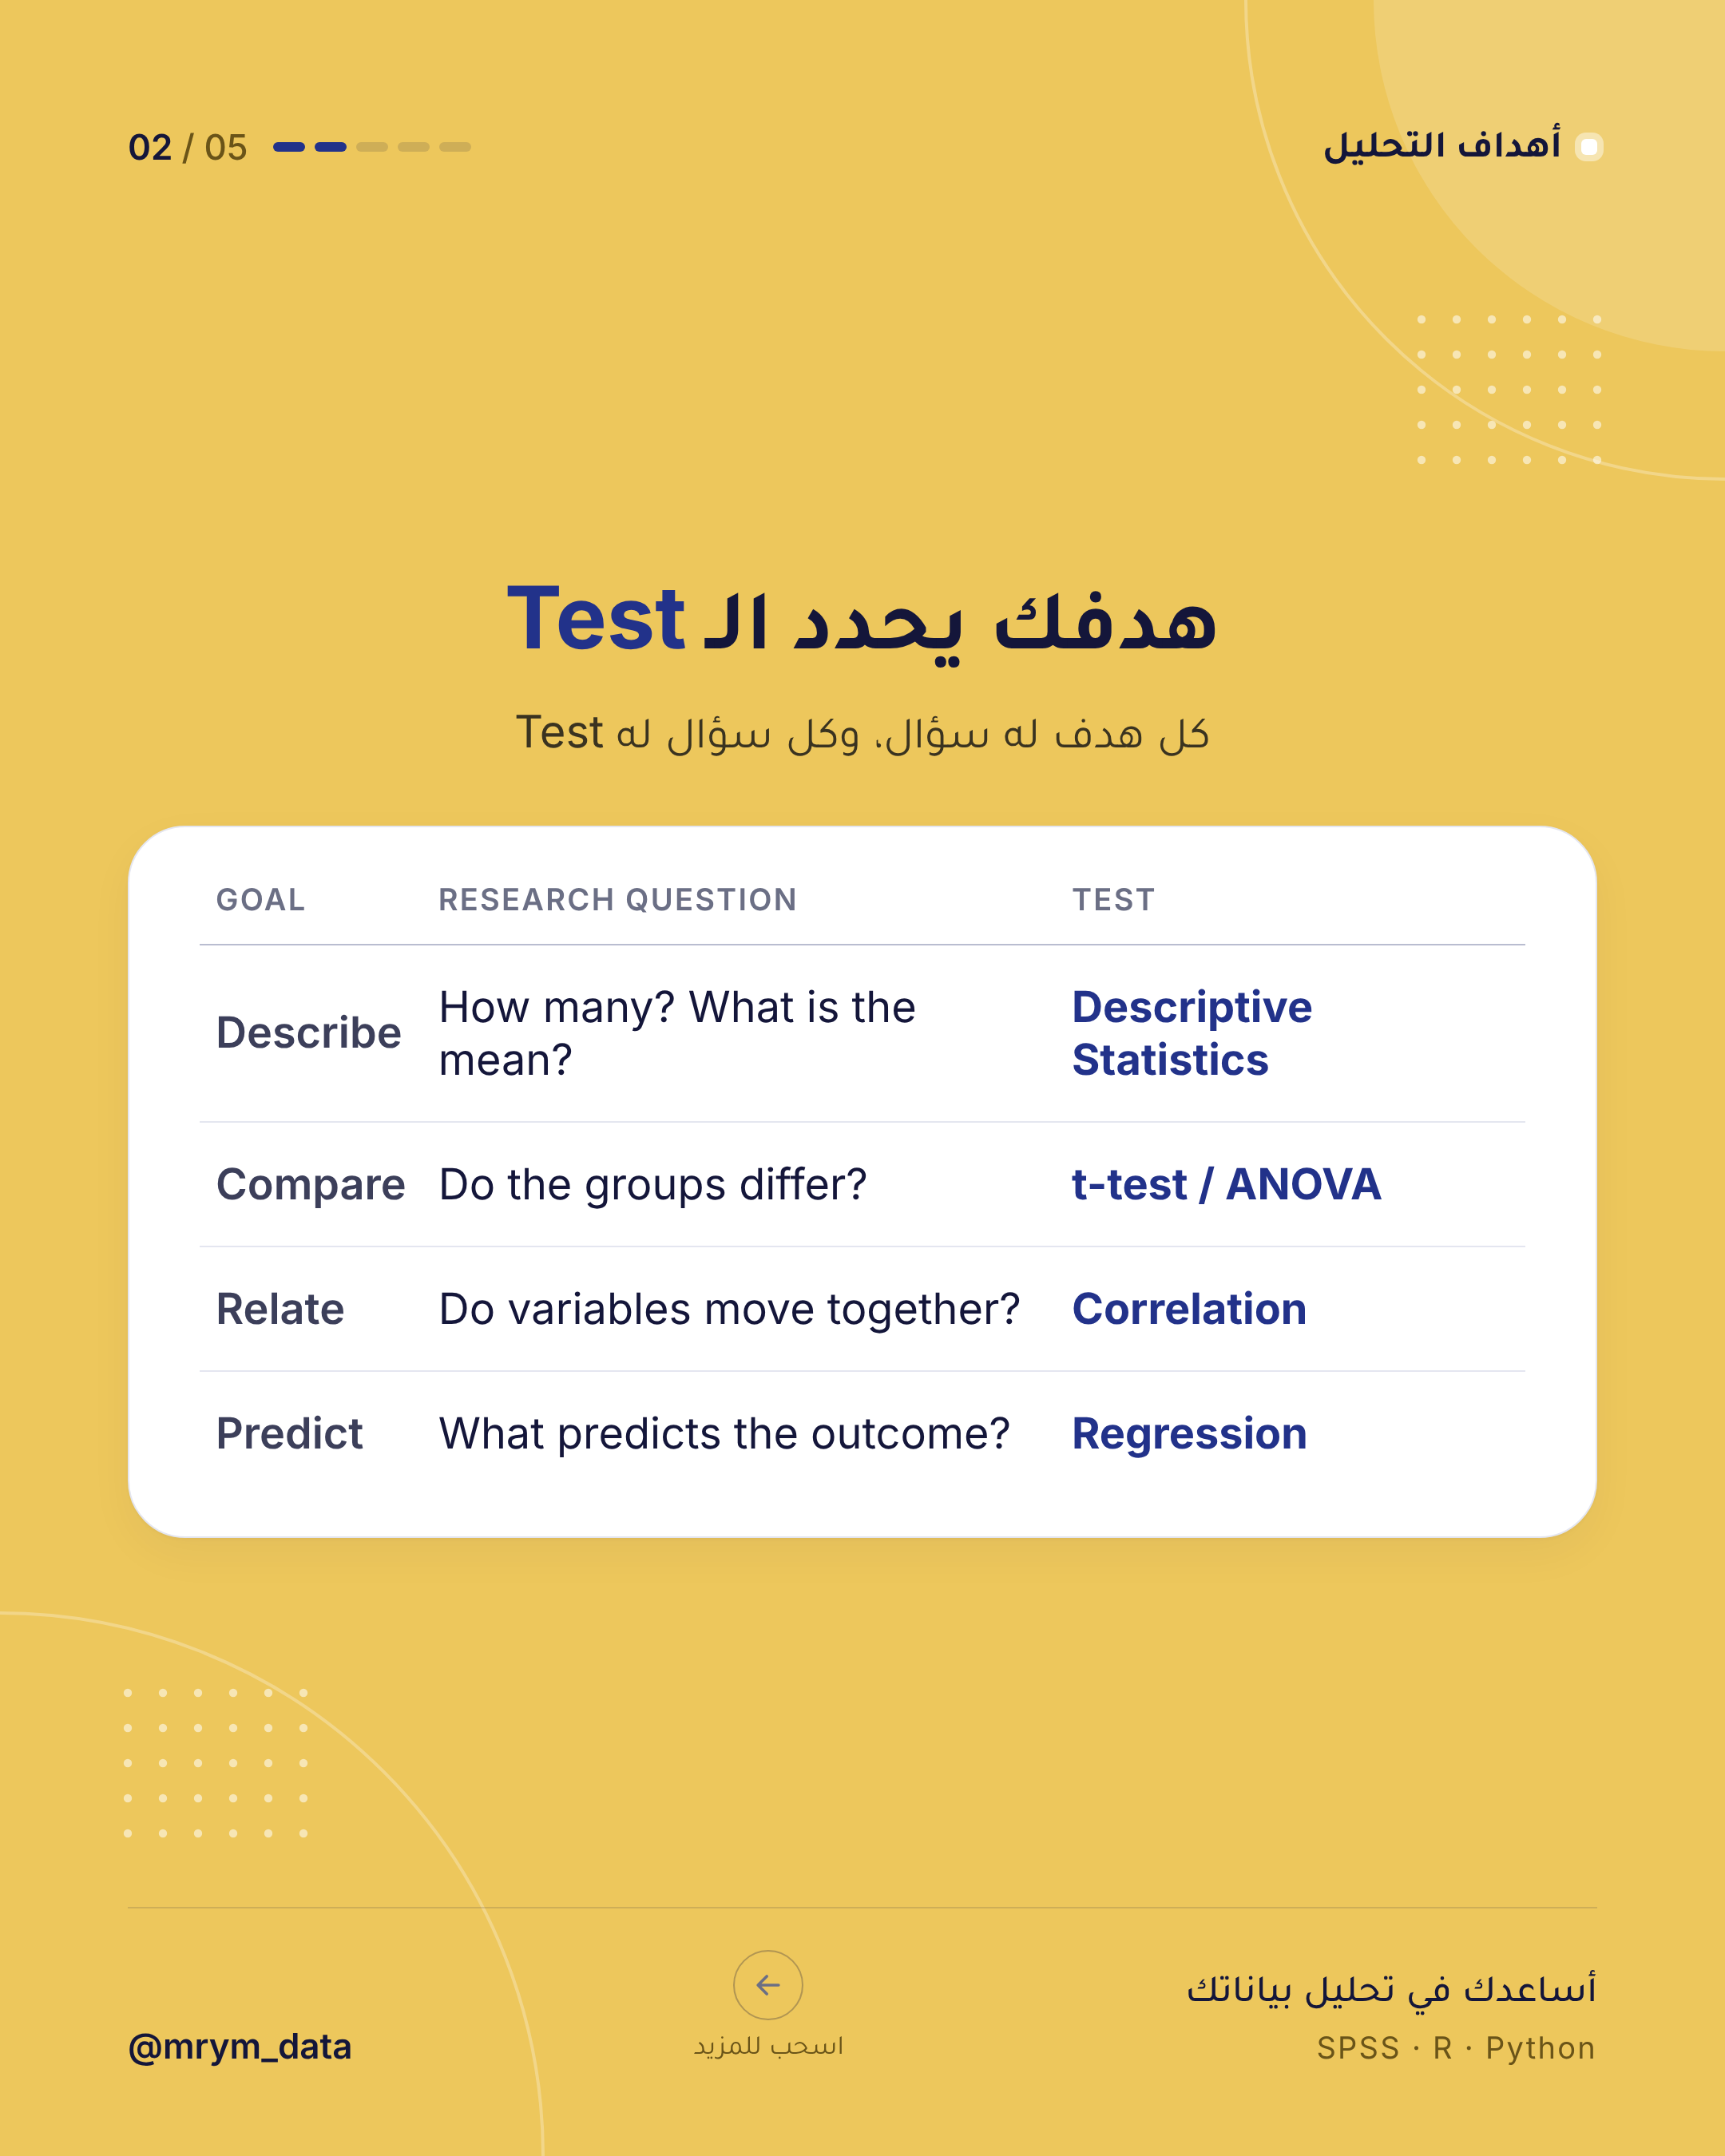 02 / 05
أهداف التحليل
هدفك يحدد الـ Test
كل هدف له سؤال، وكل سؤال له Test
GOAL RESEARCH QUESTION TEST
Describe How many? What is the mean? Descriptive Statistics
Compare Do the groups differ? t-test / ANOVA
Relate Do variables move together? Correlation
Predict What predicts the outcome? Regression
أساعدك في تحليل بياناتك
SPSS · R · Python
اسحب للمزيد
@mrym_data